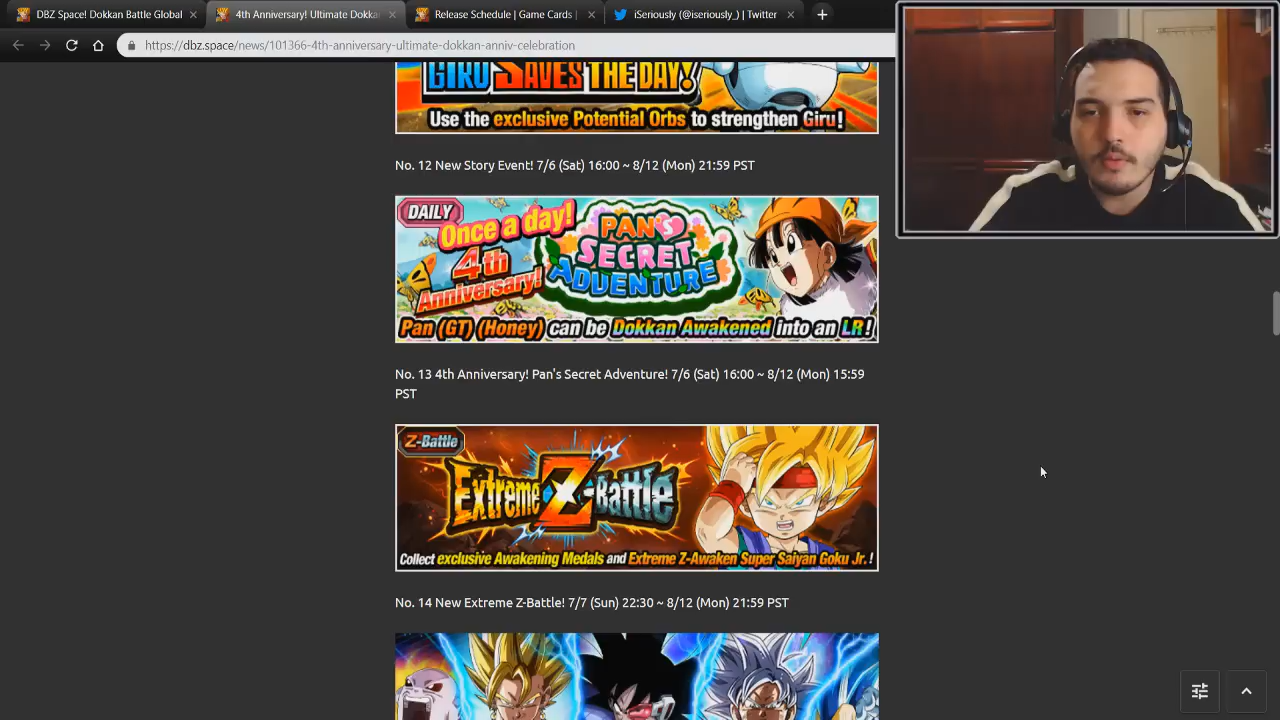 DBZ Space! Dokkan Battle Global
4th Anniversary! Ultimate Dokka
Release Schedule | Game Cards |
iSeriously (@iseriously_) | Twitter
https://dbz.space/news/101366-4th-anniversary-ultimate-dokkan-anniv-celebration
GIRU SAVES THE DAY!
Use the exclusive Potential Orbs to strengthen Giru!
No. 12 New Story Event! 7/6 (Sat) 16:00 ~ 8/12 (Mon) 21:59 PST
DAILY
Once a day!
4th
Anniversary!
PAN'S
SECRET
ADVENTURE
Pan (GT) (Honey) can be Dokkan Awakened into an LR!
No. 13 4th Anniversary! Pan's Secret Adventure! 7/6 (Sat) 16:00 ~ 8/12 (Mon) 15:59
PST
Z-Battle
Extreme Z-Battle
Collect exclusive Awakening Medals and Extreme Z-Awaken Super Saiyan Goku Jr.!
No. 14 New Extreme Z-Battle! 7/7 (Sun) 22:30 ~ 8/12 (Mon) 21:59 PST